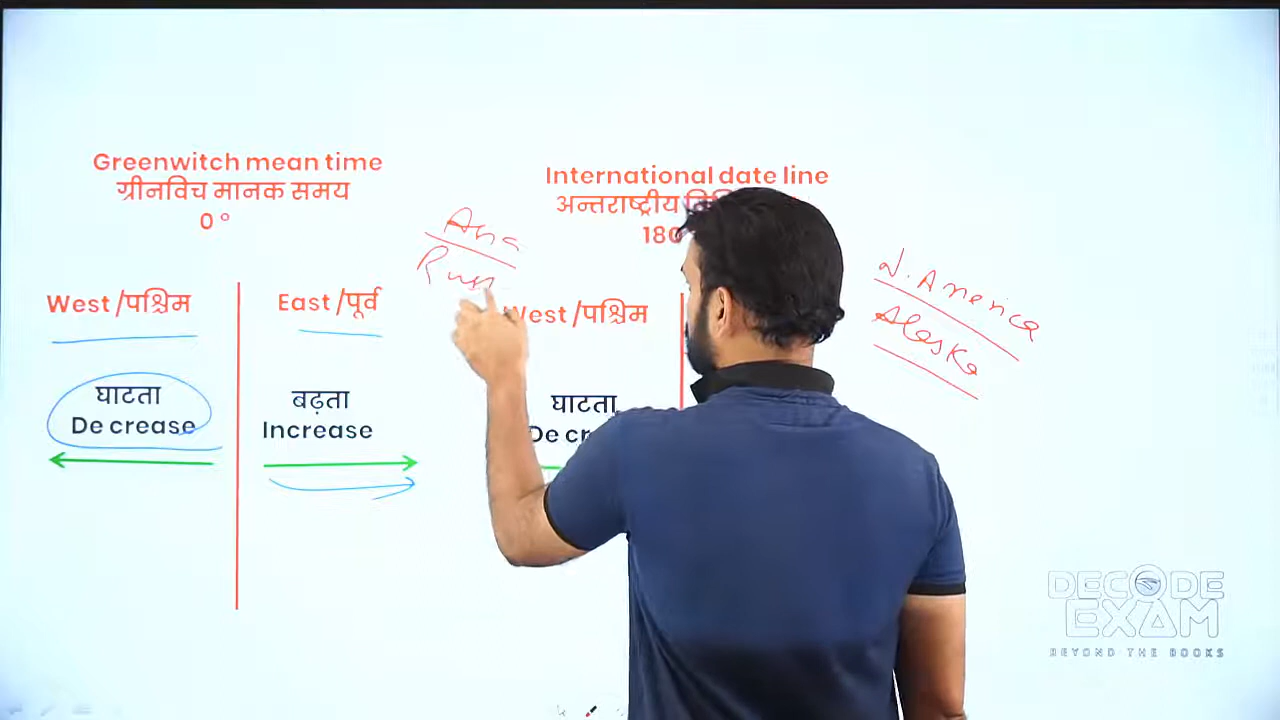 Greenwitch mean time
ग्रीनविच मानक समय
0°
West /पश्चिम
East /पूर्व
घाटता
De crease
बढ़ता
Increase
International date line
अन्तराष्ट्रीय
180
West /पश्चिम
घाटता
De cr
N. America
Alaska
DECODE
EXAM
BEYOND THE BOOKS